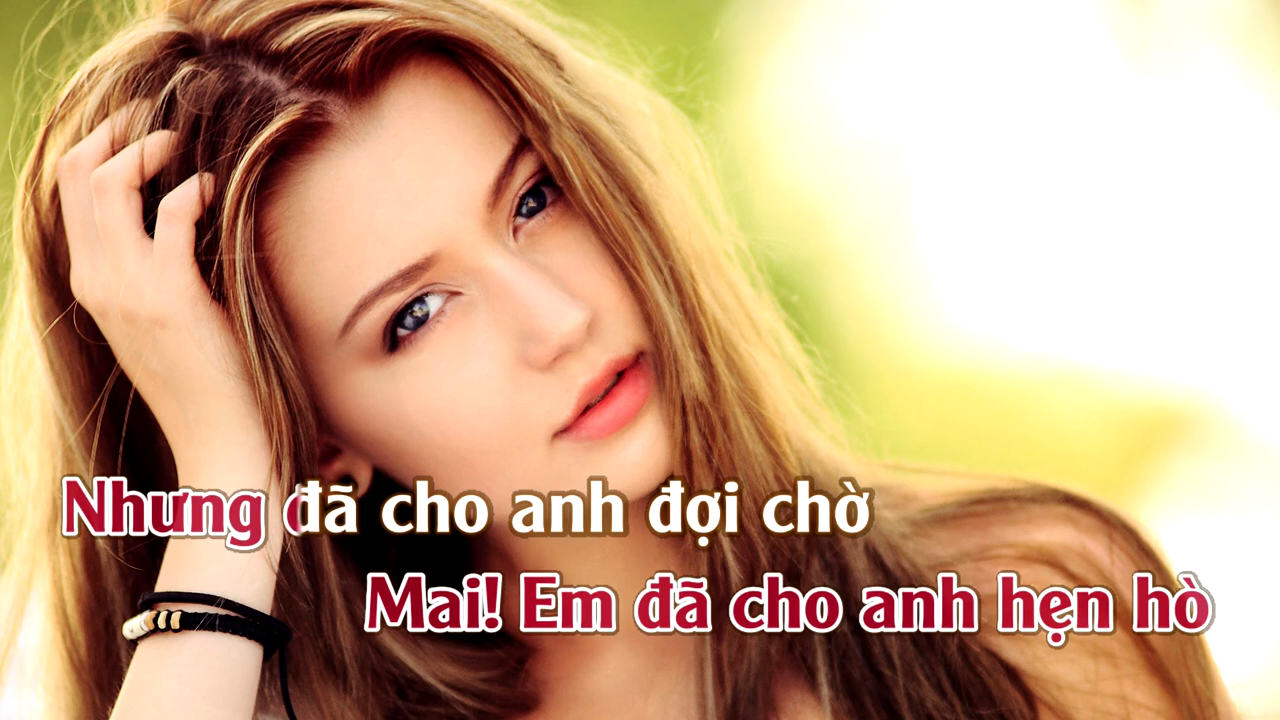 Nhưng đã cho anh đợi chờ
Mai! Em đã cho anh hẹn hò